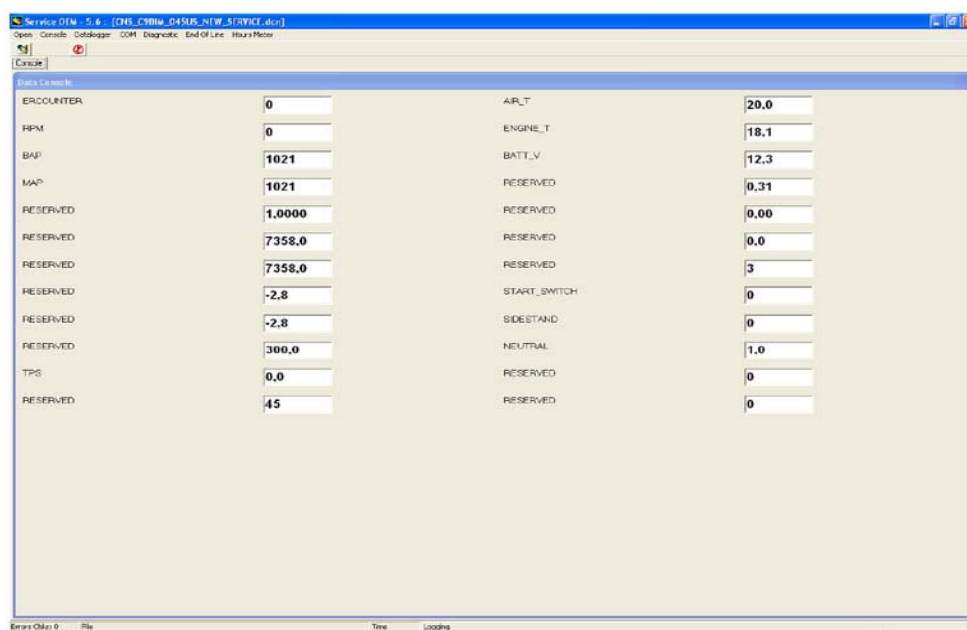 Service OEM - 5.6 : [CNS_C9BIM_045US_NEW_SERVICE.dcn]
Open Console Datalogger COM Diagnostic End Of Line Hours Meter
Console
Data Console
ERCOUNTER 0 AIR_T 20,0
RPM 0 ENGINE_T 18,1
BAP 1021 BATT_V 12,3
MAP 1021 RESERVED 0,31
RESERVED 1,0000 RESERVED 0,00
RESERVED 7358,0 RESERVED 0,0
RESERVED 7358,0 RESERVED 3
RESERVED -2,8 START_SWITCH 0
RESERVED -2,8 SIDESTAND 0
RESERVED 300,0 NEUTRAL 1,0
TPS 0,0 RESERVED 0
RESERVED 45 RESERVED 0
Errors Chks: 0 File Time Logging